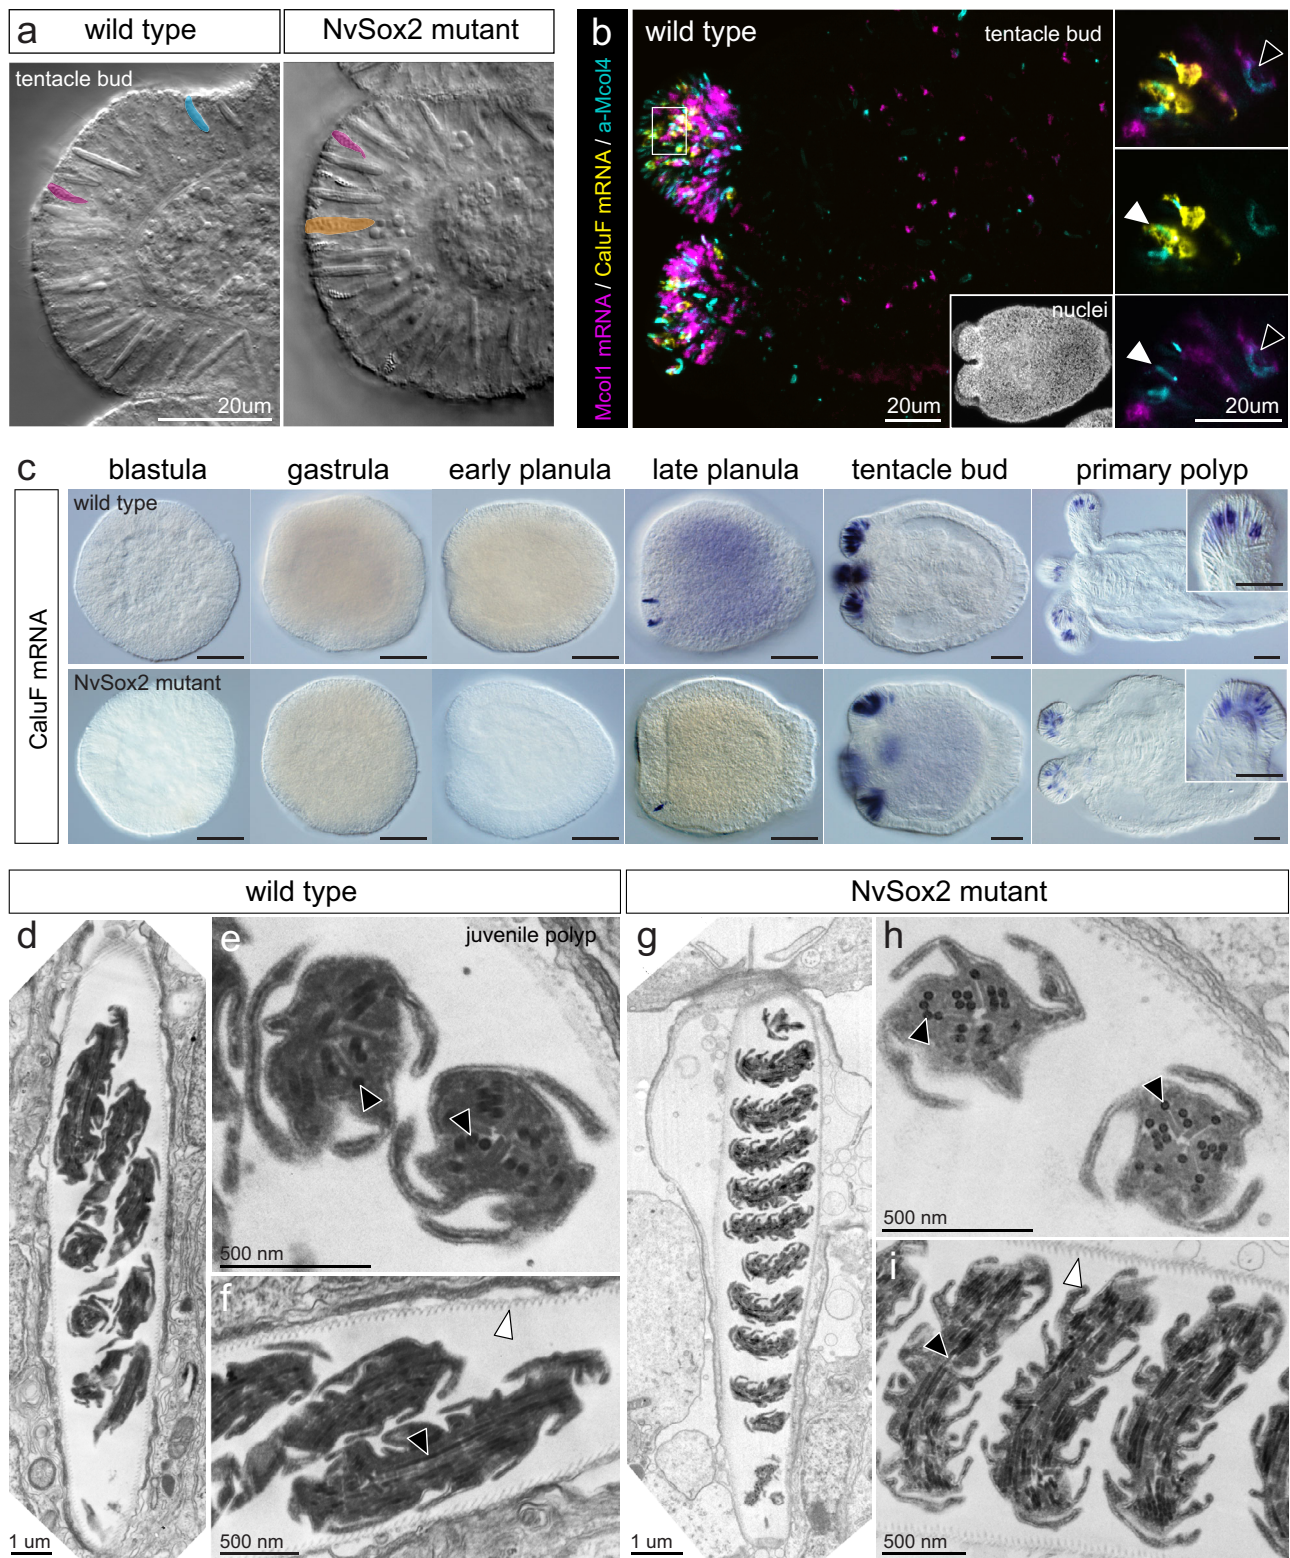 a
wild type
NvSox2 mutant
tentacle bud
20um
b
wild type
tentacle bud
Mcol1 mRNA / CaluF mRNA / a-Mcol4
nuclei
20um
20um
c
blastula
gastrula
early planula
late planula
tentacle bud
primary polyp
CaluF mRNA
wild type
NvSox2 mutant
wild type
NvSox2 mutant
d
e
juvenile polyp
g
h
500 nm
500 nm
f
i
1 um
500 nm
1 um
500 nm